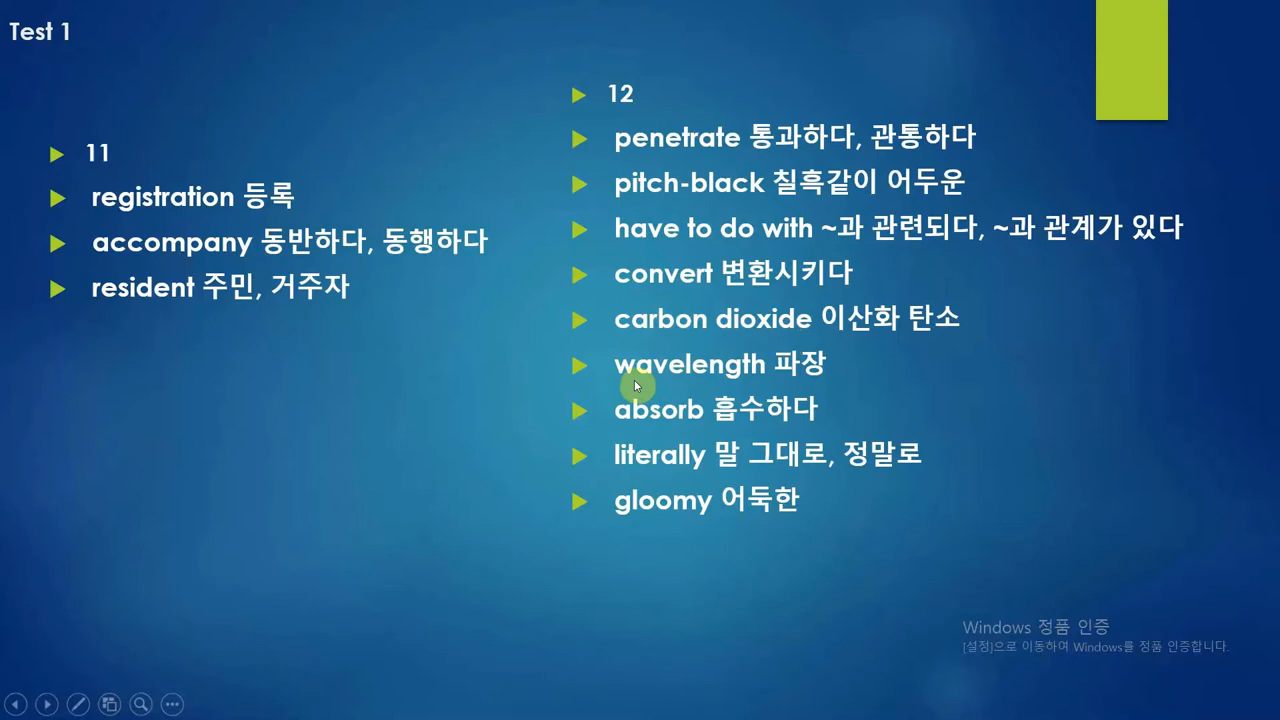 Test 1
11
registration 등록
accompany 동반하다, 동행하다
resident 주민, 거주자
12
penetrate 통과하다, 관통하다
pitch-black 칠흑같이 어두운
have to do with ~과 관련되다, ~과 관계가 있다
convert 변환시키다
carbon dioxide 이산화 탄소
wavelength 파장
absorb 흡수하다
literally 말 그대로, 정말로
gloomy 어둑한
Windows 정품 인증
[설정]으로 이동하여 Windows를 정품 인증합니다.